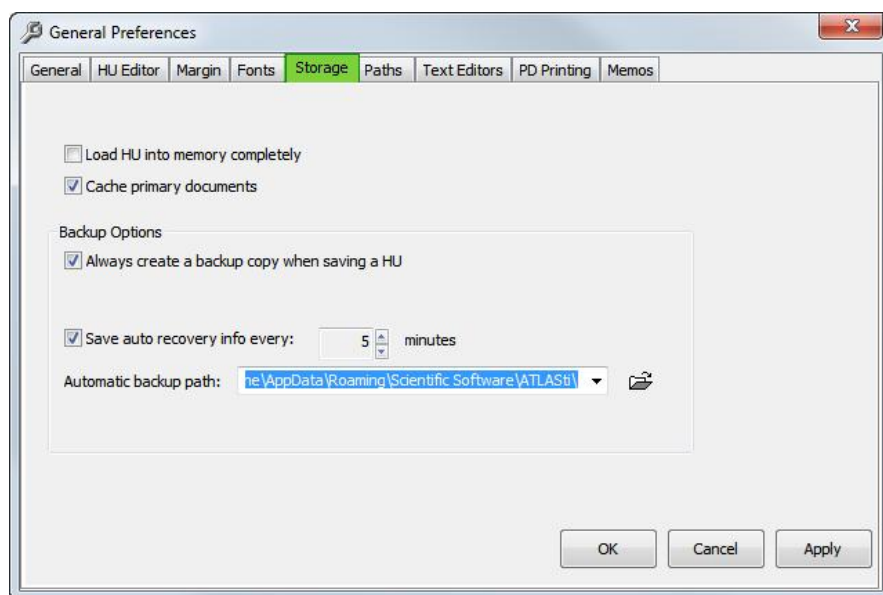 General Preferences
General HU Editor Margin Fonts Storage Paths Text Editors PD Printing Memos
Load HU into memory completely
Cache primary documents
Backup Options
Always create a backup copy when saving a HU
Save auto recovery info every: 5 minutes
Automatic backup path: ne\AppData\Roaming\Scientific Software\ATLASti\
OK Cancel Apply